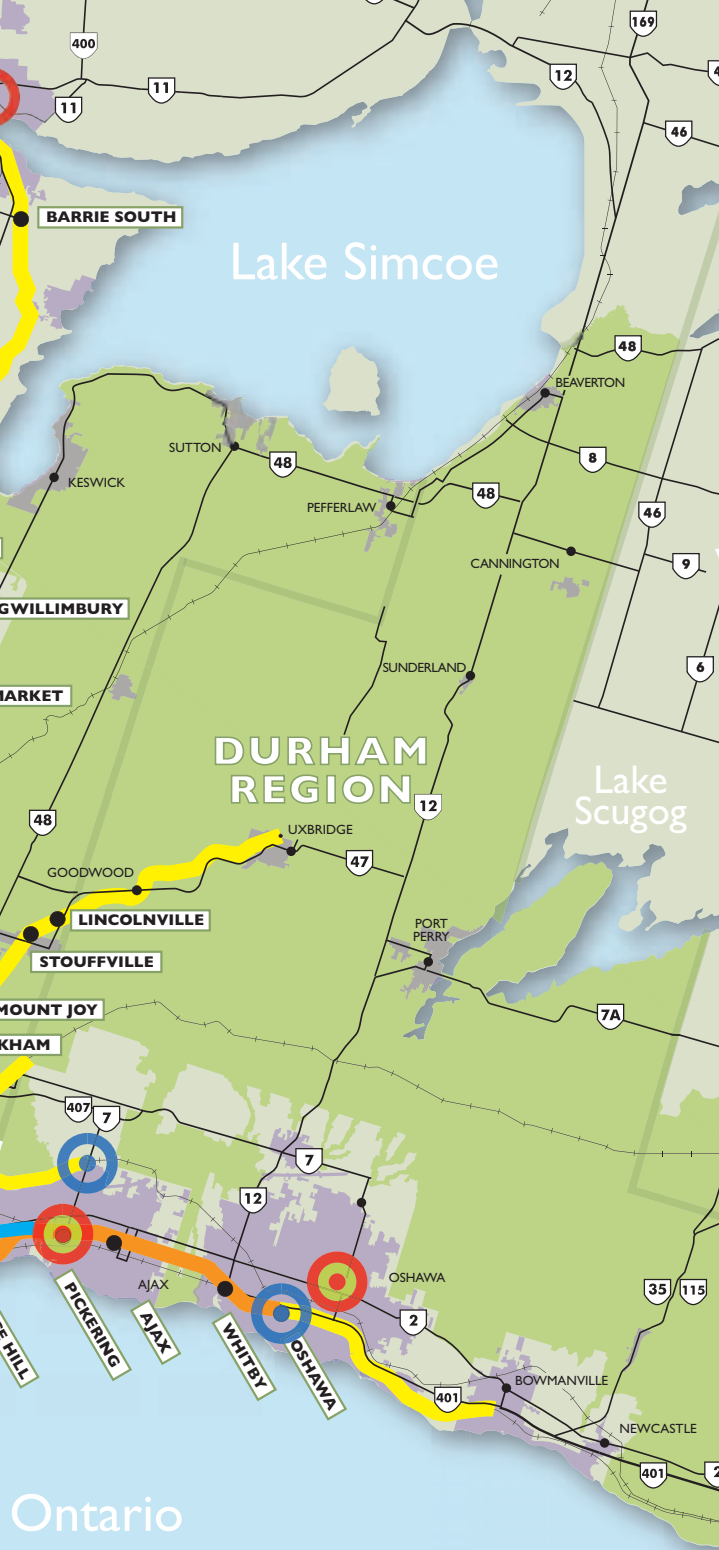 169
400
12
4
11
11
46
BARRIE SOUTH
Lake Simcoe
48
BEAVERTON
SUTTON
48
8
KESWICK
48
PEFFERLAW
46
CANNINGTON
9
GWILLIMBURY
SUNDERLAND
6
MARKET
DURHAM
REGION
Lake
Scugog
12
48
UXBRIDGE
47
GOODWOOD
LINCOLNVILLE
PORT
PERRY
STOUFFVILLE
MOUNT JOY
7A
KHAM
407
7
7
12
OSHAWA
AJAX
35
115
2
PICKERING
AJAX
WHITBY
OSHAWA
E HILL
BOWMANVILLE
401
NEWCASTLE
401
2
Ontario